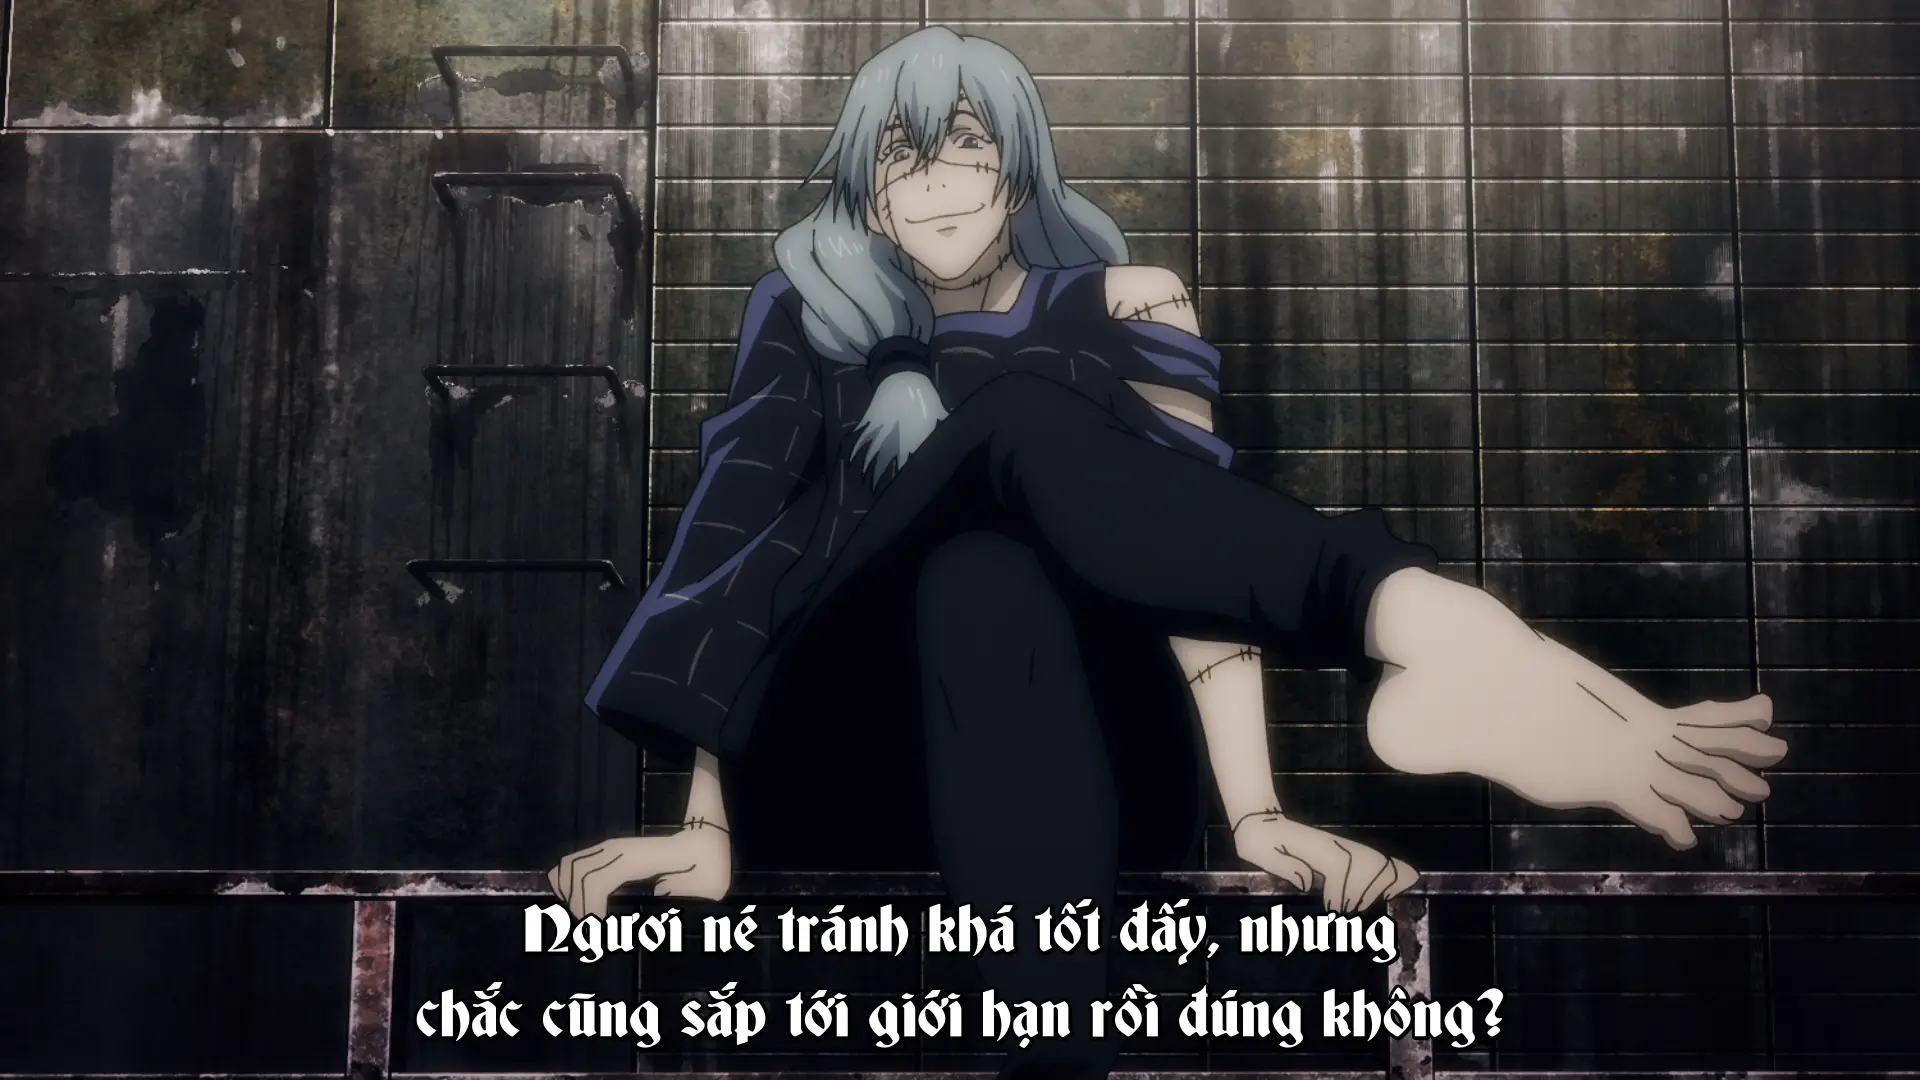 Ngươi né tránh khá tốt đấy, nhưng
chắc cũng sắp tới giới hạn rồi đúng không?